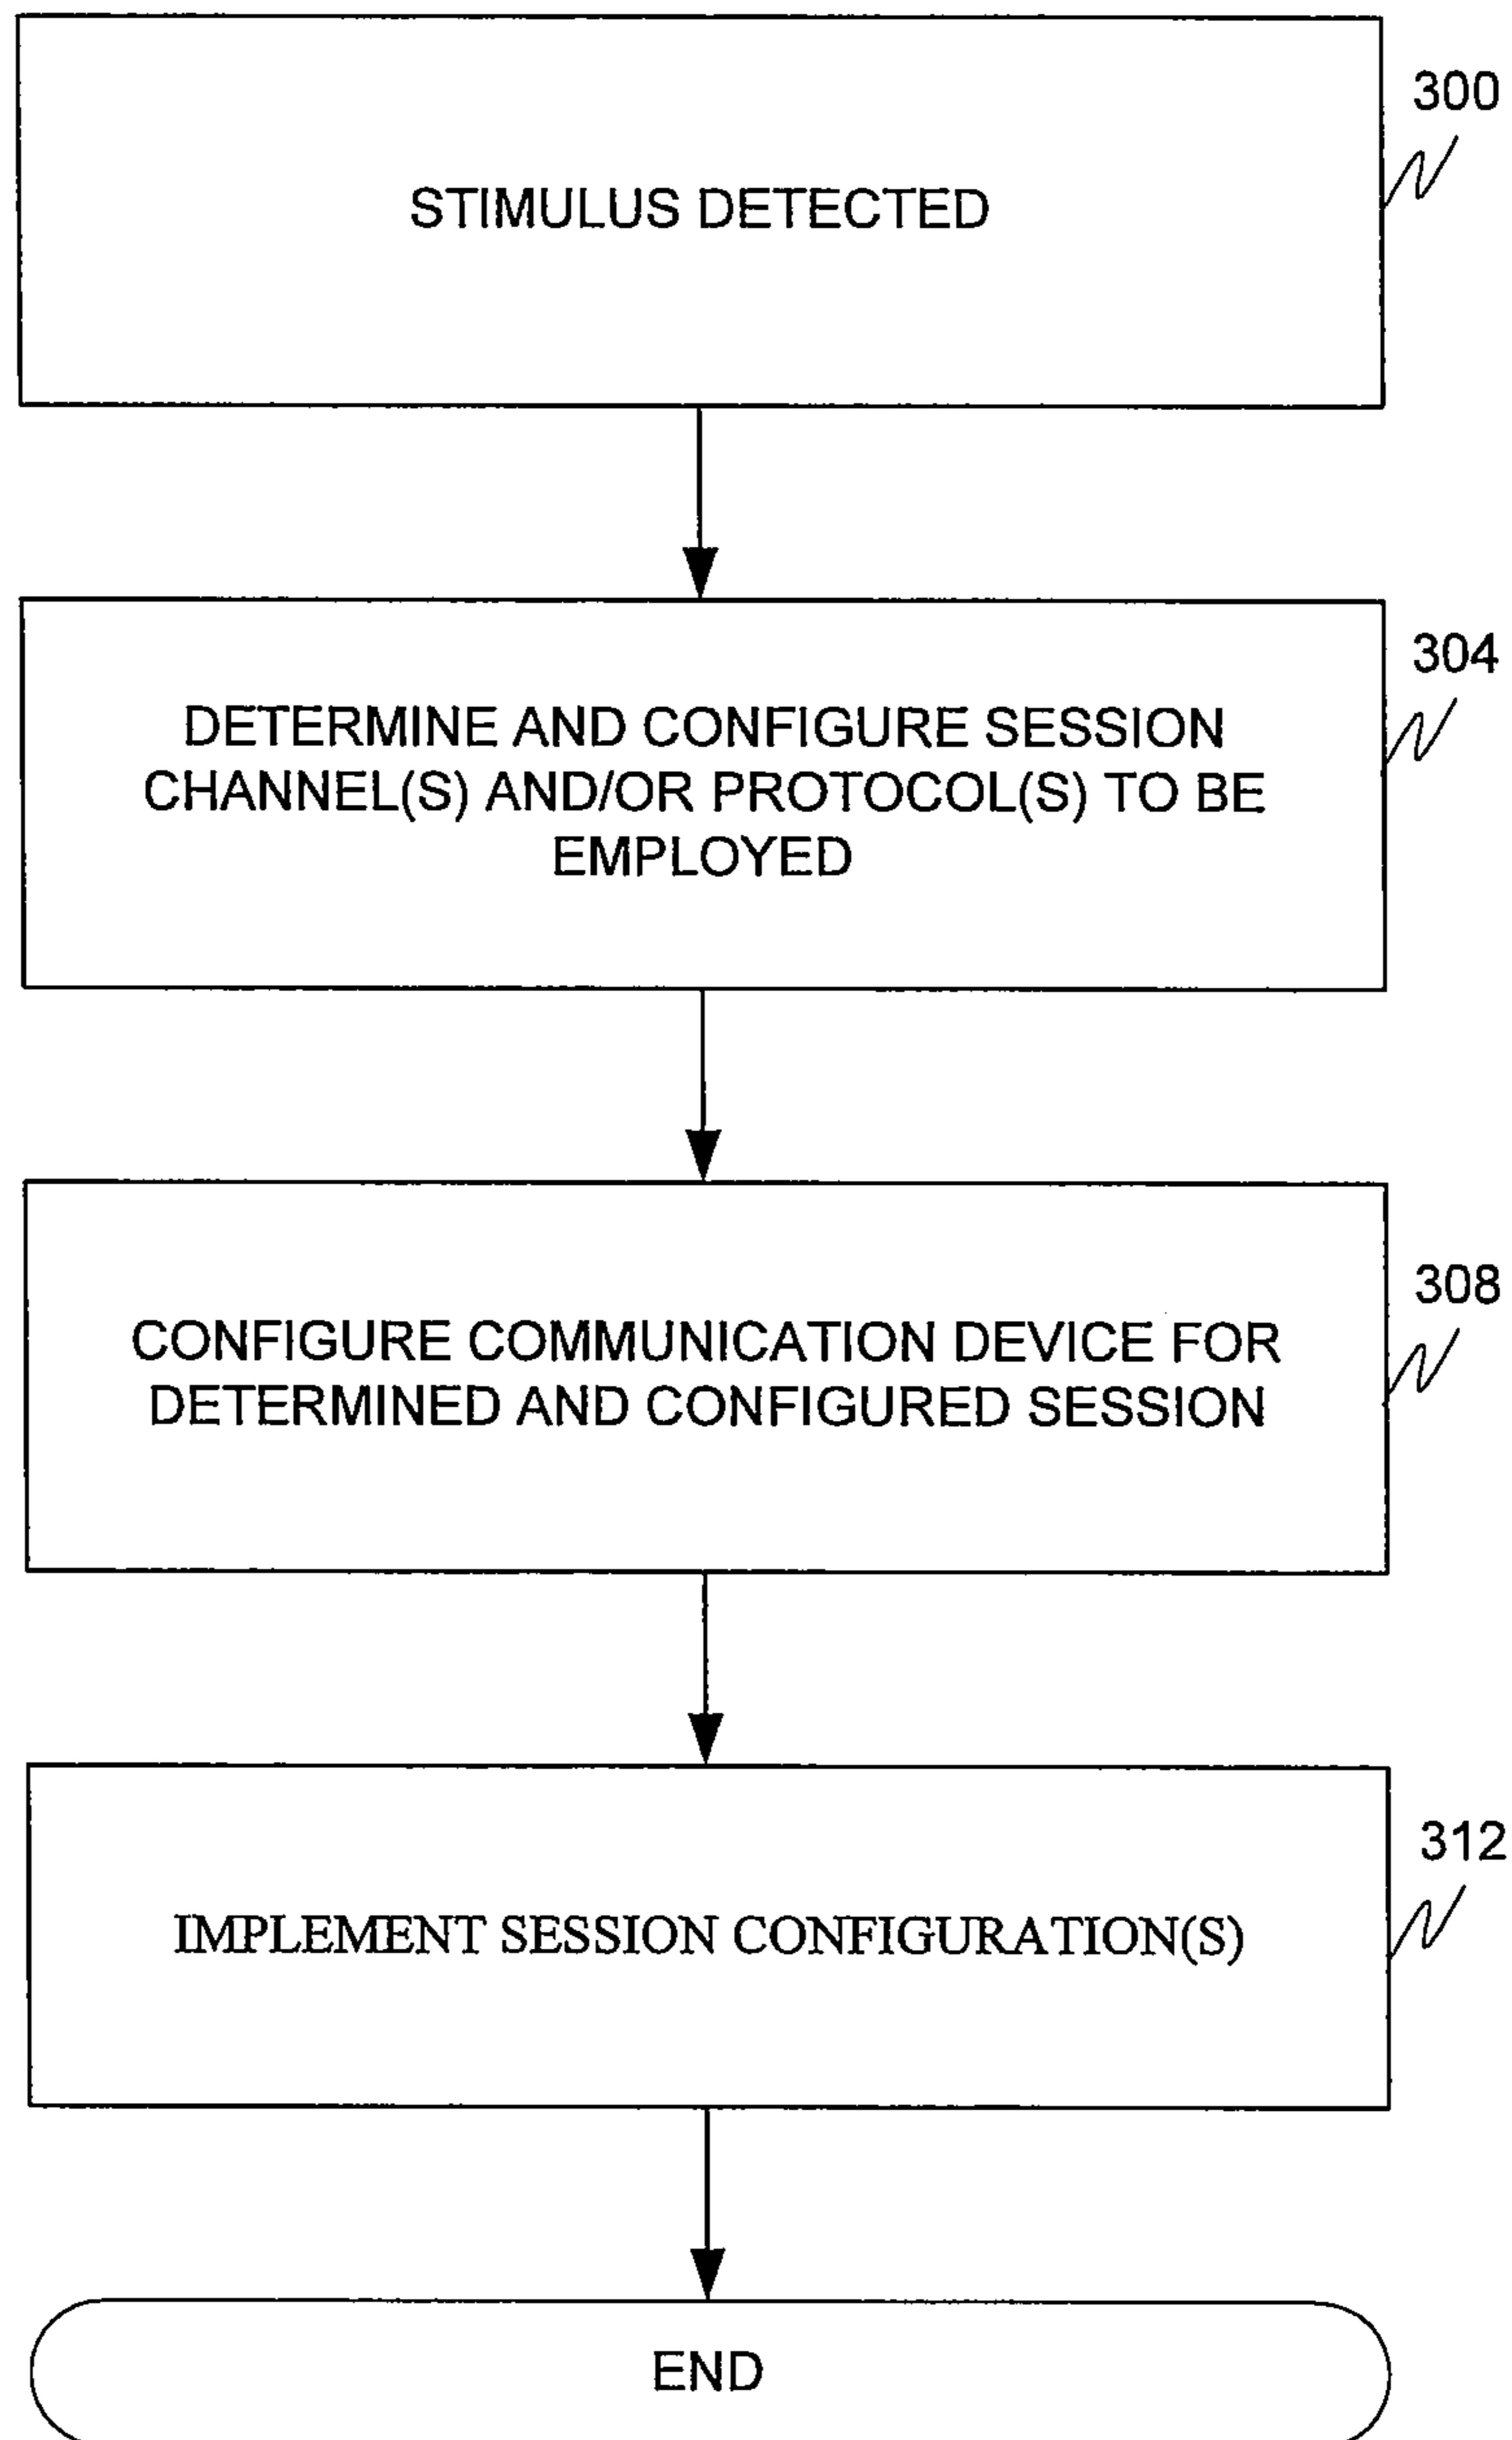 300
STIMULUS DETECTED
304
DETERMINE AND CONFIGURE SESSION
CHANNEL(S) AND/OR PROTOCOL(S) TO BE
EMPLOYED
308
CONFIGURE COMMUNICATION DEVICE FOR
DETERMINED AND CONFIGURED SESSION
312
IMPLEMENT SESSION CONFIGURATION(S)
END